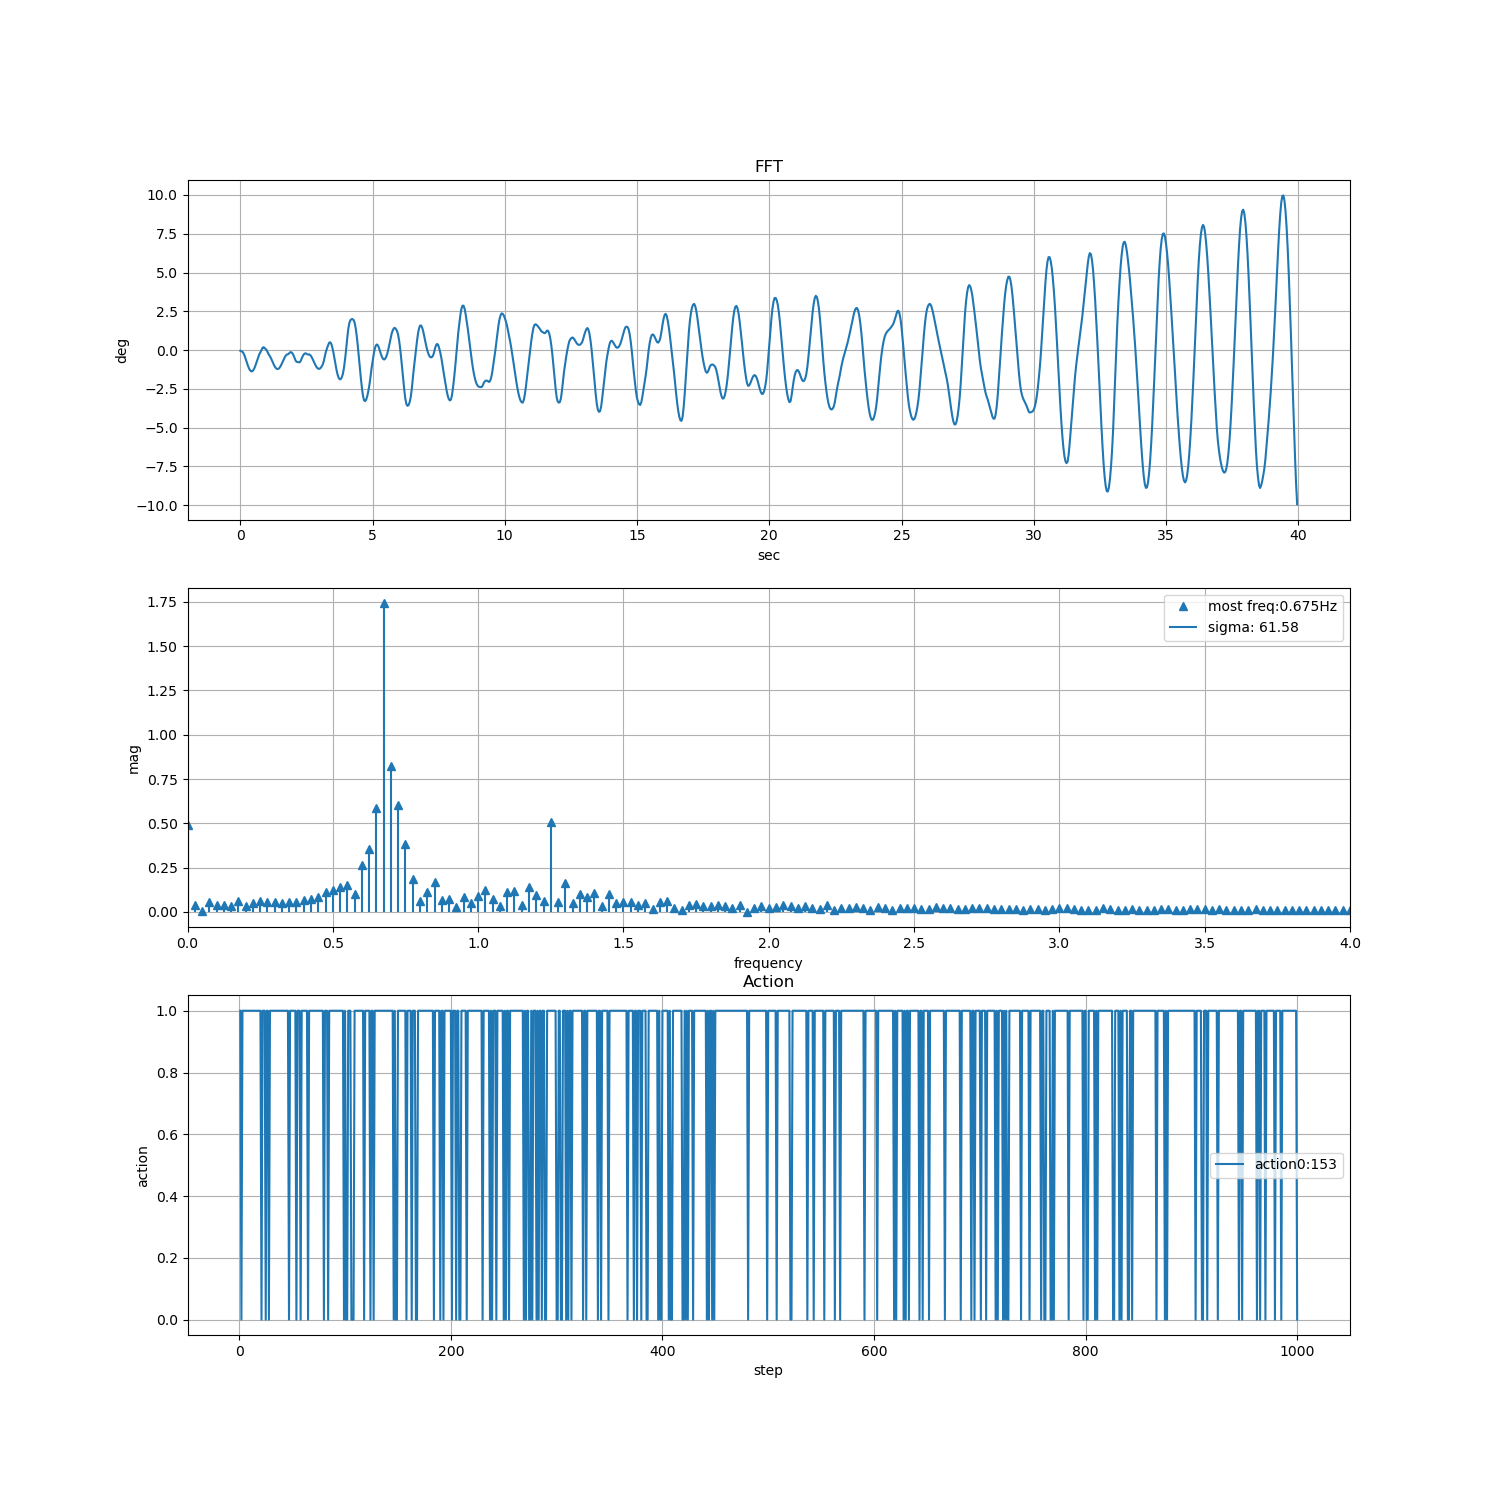 FFT
10.0
7.5
5.0
2.5
0.0
−2.5
−5.0
−7.5
−10.0
deg
0 5 10 15 20 25 30 35 40
sec
1.75
1.50
1.25
1.00
0.75
0.50
0.25
0.00
mag
most freq:0.675Hz
sigma: 61.58
0.0 0.5 1.0 1.5 2.0 2.5 3.0 3.5 4.0
frequency
Action
1.0
0.8
0.6
0.4
0.2
0.0
action
action0:153
0 200 400 600 800 1000
step